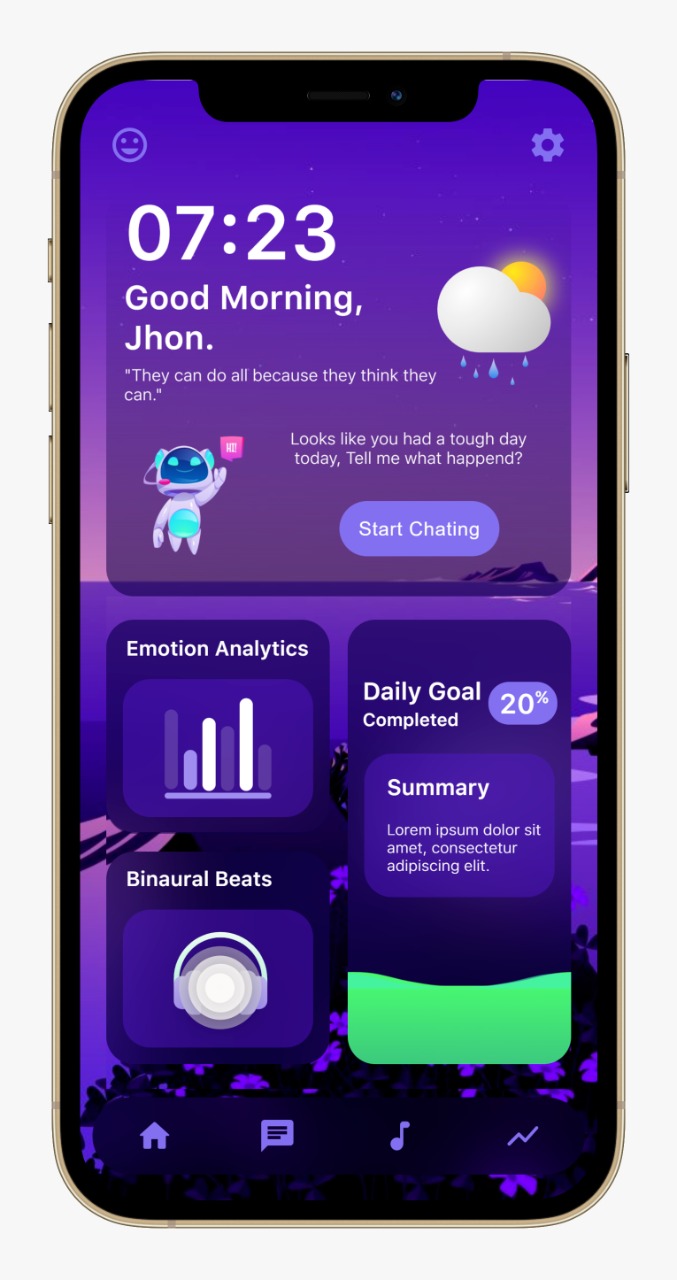 07:23
Good Morning,
Jhon.
"They can do all because they think they
can."
HI!
Looks like you had a tough day
today, Tell me what happend?
Start Chating
Emotion Analytics
Daily Goal
Completed
20%
Summary
Lorem ipsum dolor sit
amet, consectetur
adipiscing elit.
Binaural Beats